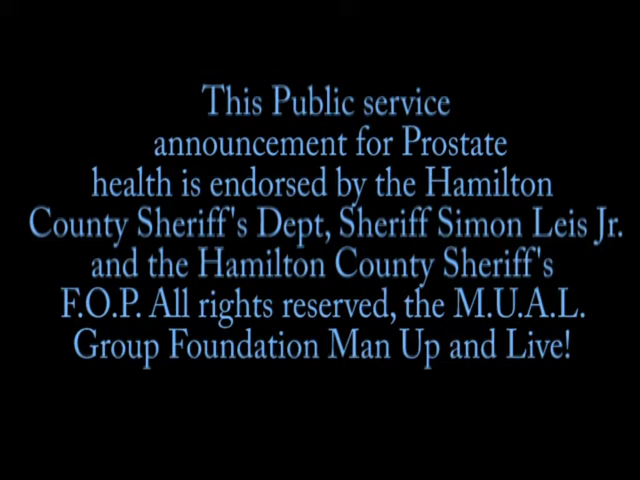 This Public service
announcement for Prostate
health is endorsed by the Hamilton
County Sheriff's Dept, Sheriff Simon Leis Jr.
and the Hamilton County Sheriff's
F.O.P. All rights reserved, the M.U.A.L.
Group Foundation Man Up and Live!